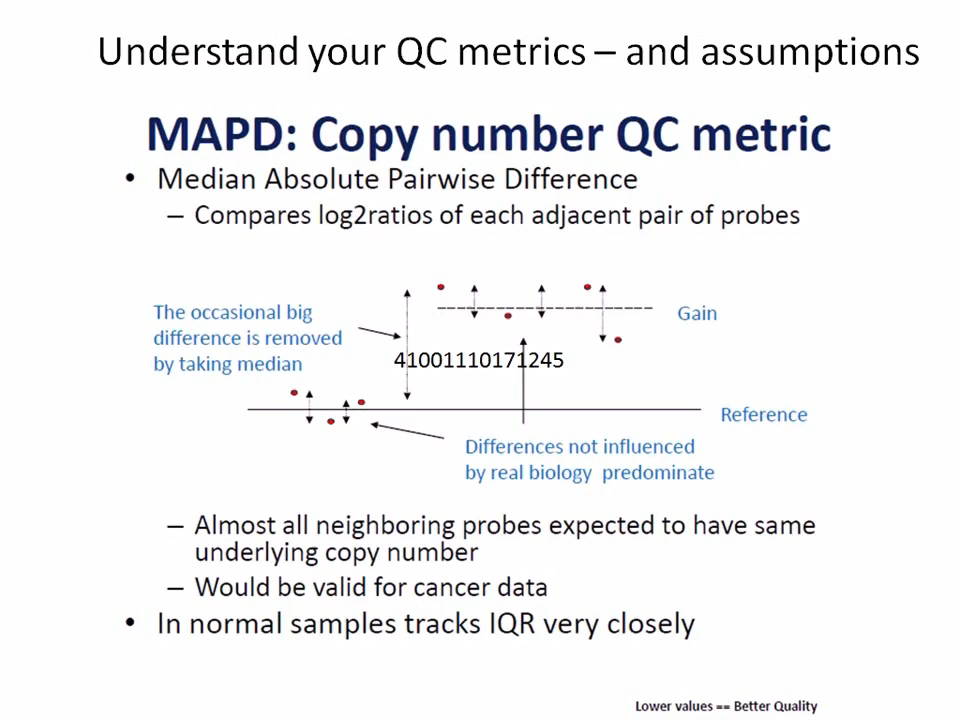 Understand your QC metrics – and assumptions
MAPD: Copy number QC metric
• Median Absolute Pairwise Difference
– Compares log2ratios of each adjacent pair of probes
The occasional big
difference is removed
by taking median
Gain
41001110171245
Reference
Differences not influenced
by real biology predominate
– Almost all neighboring probes expected to have same
underlying copy number
– Would be valid for cancer data
• In normal samples tracks IQR very closely
Lower values == Better Quality